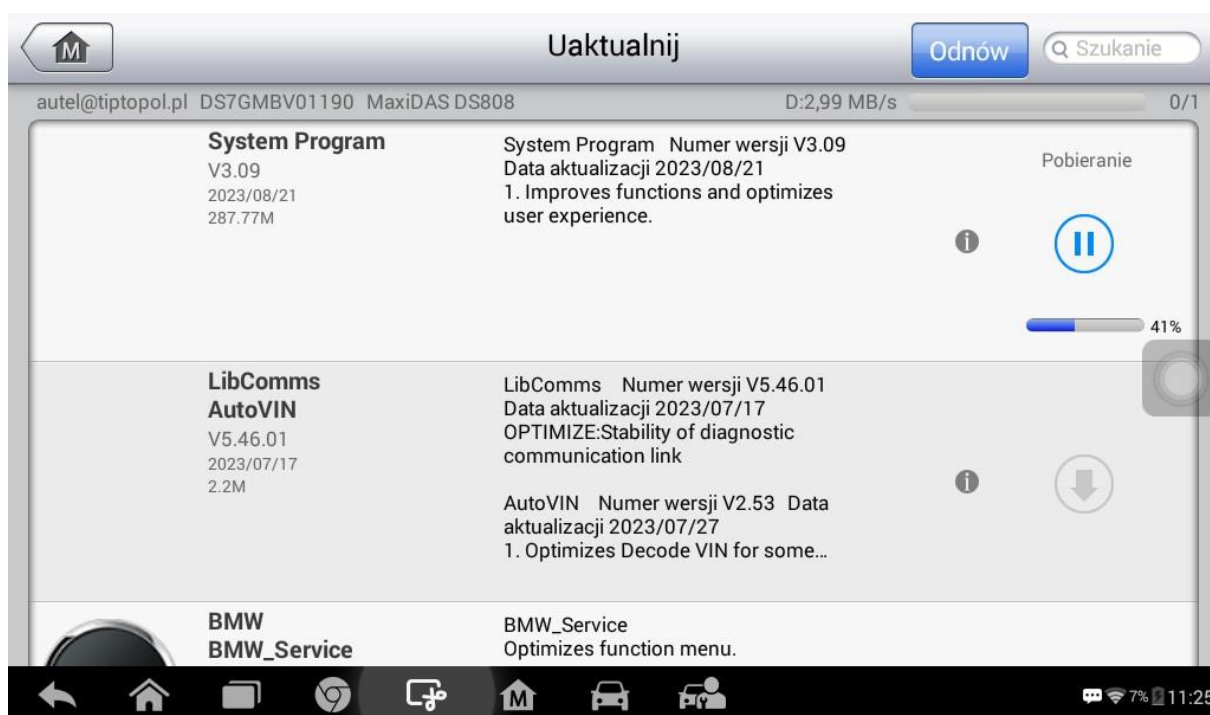 M
Uaktualnij
Odnów
Szukanie
autel@tiptopol.pl DS7GMBV01190 MaxiDAS DS808
D:2,99 MB/s
0/1
System Program
V3.09
2023/08/21
287.77M
System Program Numer wersji V3.09
Data aktualizacji 2023/08/21
1. Improves functions and optimizes
user experience.
Pobieranie
41%
LibComms
AutoVIN
V5.46.01
2023/07/17
2.2M
LibComms Numer wersji V5.46.01
Data aktualizacji 2023/07/17
OPTIMIZE:Stability of diagnostic
communication link
AutoVIN Numer wersji V2.53 Data
aktualizacji 2023/07/27
1. Optimizes Decode VIN for some...
BMW
BMW_Service
BMW_Service
Optimizes function menu.
M
7%
11:25